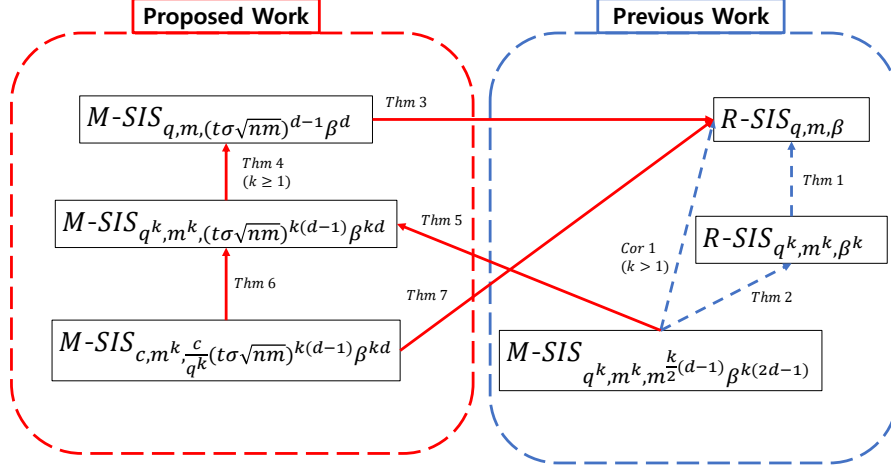 Proposed Work
Previous Work
M-SIS_{q,m,(tσ√(nm))^{d−1}β^d}
Thm 3
R-SIS_{q,m,β}
Thm 4
(k ≥ 1)
Thm 1
M-SIS_{q^k,m^k,(tσ√(nm))^{k(d−1)}β^{kd}}
Thm 5
Cor 1
(k > 1)
R-SIS_{q^k,m^k,β^k}
Thm 6
Thm 7
Thm 2
M-SIS_{c,m^k,\frac{c}{q^k}(tσ√(nm))^{k(d−1)}β^{kd}}
M-SIS_{q^k,m^k,m^{\frac{k}{2}(d−1)}β^{k(2d−1)}}